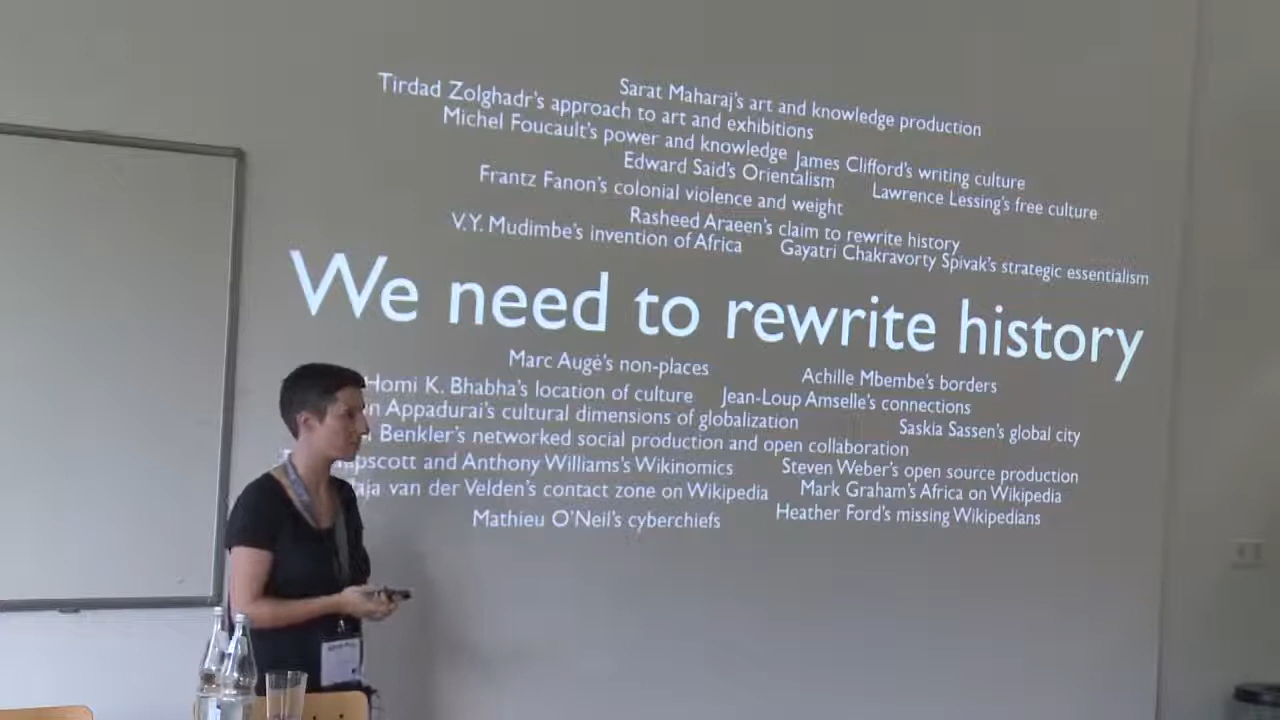 Sarat Maharaj's art and knowledge production
Tirdad Zolghadr's approach to art and exhibitions
Michel Foucault's power and knowledge
James Clifford's writing culture
Edward Said's Orientalism
Lawrence Lessing's free culture
Frantz Fanon's colonial violence and weight
Rasheed Araeen's claim to rewrite history
V.Y. Mudimbe's invention of Africa
Gayatri Chakravorty Spivak's strategic essentialism
We need to rewrite history
Marc Augè's non-places
Achille Mbembe's borders
Homi K. Bhabha's location of culture
Jean-Loup Amselle's connections
Appadurai's cultural dimensions of globalization
Saskia Sassen's global city
Benkler's networked social production and open collaboration
and Anthony Williams's Wikinomics
Steven Weber's open source production
van der Velden's contact zone on Wikipedia
Mark Graham's Africa on Wikipedia
Mathieu O'Neil's cyberchiefs
Heather Ford's missing Wikipedians